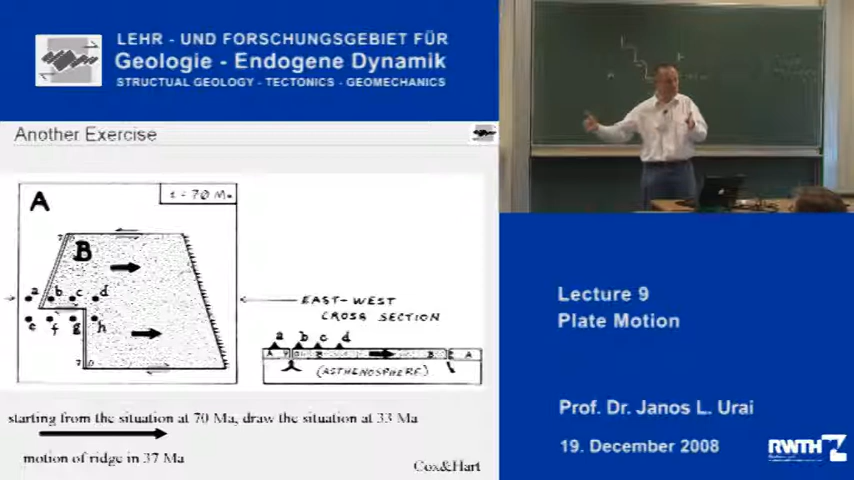 LEHR - UND FORSCHUNGSGEBIET FÜR
Geologie - Endogene Dynamik
STRUCTURAL GEOLOGY - TECTONICS - GEOMECHANICS
Another Exercise
A
t = 70 Ma
B
a b c d
e f g h
EAST-WEST
CROSS SECTION
a b c d
A B B A
(ASTHENOSPHERE)
starting from the situation at 70 Ma, draw the situation at 33 Ma
motion of ridge in 37 Ma
Cox&Hart
Lecture 9
Plate Motion
Prof. Dr. Janos L. Urai
19. December 2008
RWTH